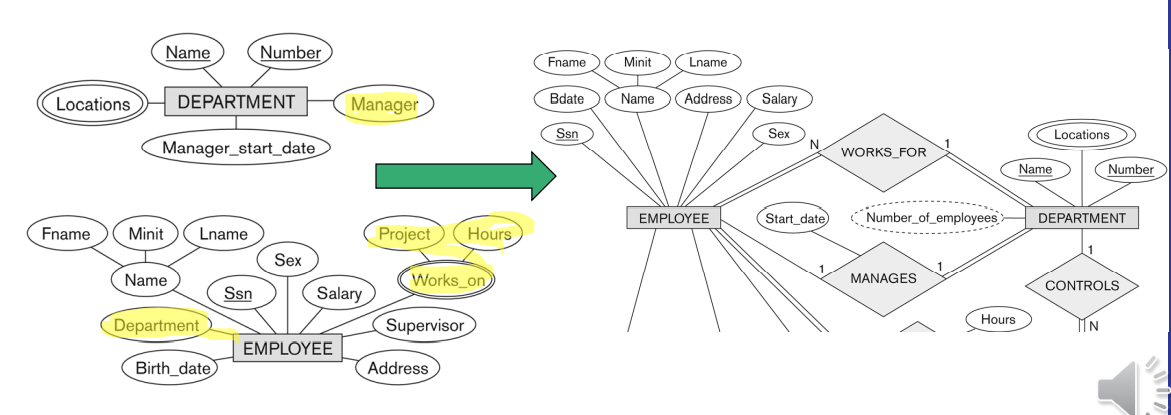 Name Number
Locations DEPARTMENT Manager
Manager_start_date
Fname Minit Lname
Project Hours
Name
Sex
Works_on
Ssn Salary
Department
Supervisor
EMPLOYEE
Birth_date
Address
Fname Minit Lname
Bdate Name Address Salary
Ssn
Sex
N
WORKS_FOR
1
Locations
Name Number
EMPLOYEE
Start_date
Number_of_employees
DEPARTMENT
1
MANAGES
1
1
CONTROLS
Hours
N